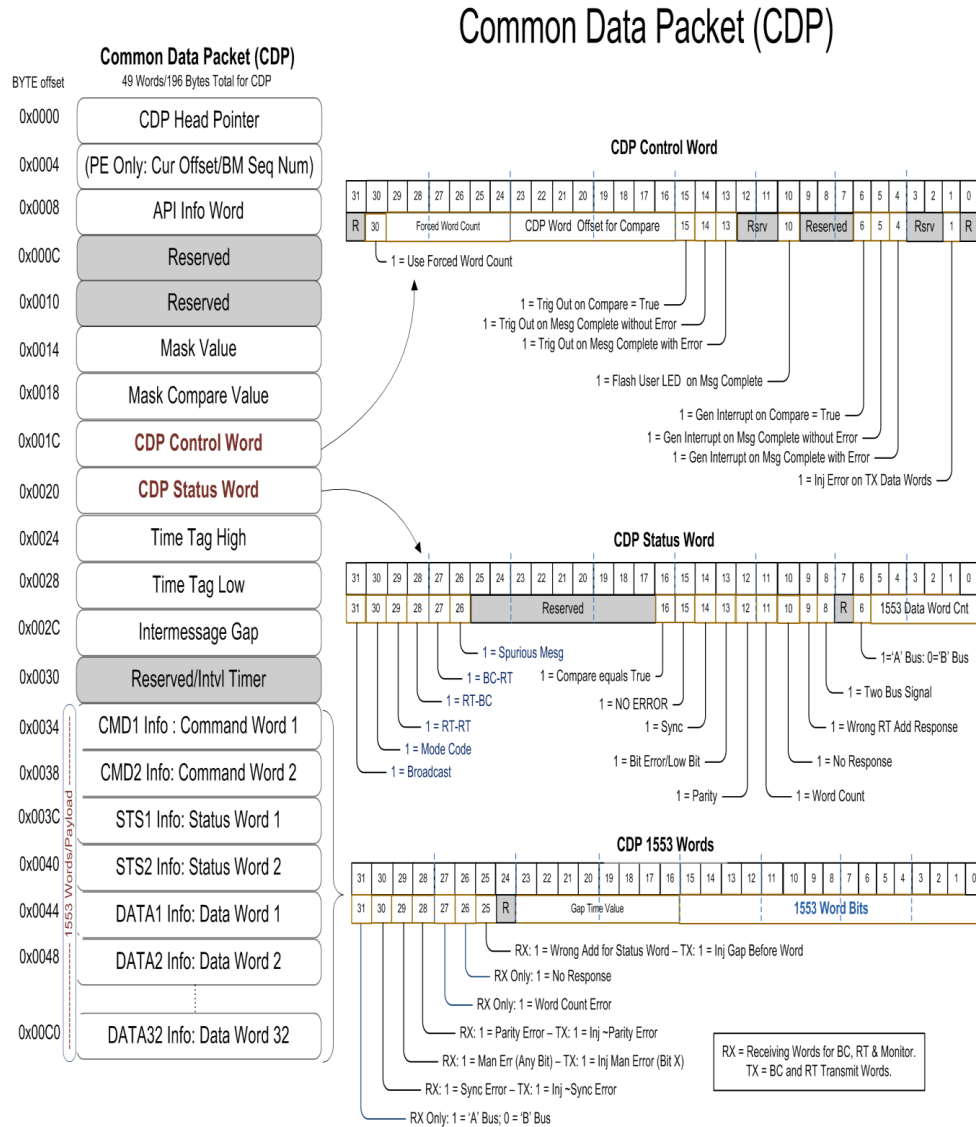 Common Data Packet (CDP)
Common Data Packet (CDP)
BYTE offset
49 Words/196 Bytes Total for CDP
0x0000
CDP Head Pointer
0x0004
(PE Only: Cur Offset/BM Seq Num)
0x0008
API Info Word
0x000C
Reserved
0x0010
Reserved
0x0014
Mask Value
0x0018
Mask Compare Value
0x001C
CDP Control Word
0x0020
CDP Status Word
0x0024
Time Tag High
0x0028
Time Tag Low
0x002C
Intermessage Gap
0x0030
Reserved/Intvl Timer
0x0034
CMD1 Info : Command Word 1
0x0038
CMD2 Info: Command Word 2
0x003C
STS1 Info: Status Word 1
0x0040
STS2 Info: Status Word 2
0x0044
DATA1 Info: Data Word 1
0x0048
DATA2 Info: Data Word 2
0x00C0
DATA32 Info: Data Word 32
1553 Words/Payload
CDP Control Word
31 30 29 28 27 26 25 24 23 22 21 20 19 18 17 16 15 14 13 12 11 10 9 8 7 6 5 4 3 2 1 0
R 30 Forced Word Count CDP Word Offset for Compare 15 14 13 Rsrv 10 Reserved 6 5 4 Rsrv 1 R
1 = Use Forced Word Count
1 = Trig Out on Compare = True
1 = Trig Out on Mesg Complete without Error
1 = Trig Out on Mesg Complete with Error
1 = Flash User LED on Msg Complete
1 = Gen Interrupt on Compare = True
1 = Gen Interrupt on Msg Complete without Error
1 = Gen Interrupt on Msg Complete with Error
1 = Inj Error on TX Data Words
CDP Status Word
31 30 29 28 27 26 25 24 23 22 21 20 19 18 17 16 15 14 13 12 11 10 9 8 7 6 5 4 3 2 1 0
31 30 29 28 27 26 Reserved 16 15 14 13 12 11 10 9 8 R 6 1553 Data Word Cnt
1 = Spurious Mesg
1 = BC-RT
1 = RT-BC
1 = RT-RT
1 = Mode Code
1 = Broadcast
1 = Compare equals True
1 = NO ERROR
1 = Sync
1 = Bit Error/Low Bit
1 = Parity
1='A' Bus: 0='B' Bus
1 = Two Bus Signal
1 = Wrong RT Add Response
1 = No Response
1 = Word Count
CDP 1553 Words
31 30 29 28 27 26 25 24 23 22 21 20 19 18 17 16 15 14 13 12 11 10 9 8 7 6 5 4 3 2 1 0
31 30 29 28 27 26 25 R Gap Time Value 1553 Word Bits
RX: 1 = Wrong Add for Status Word – TX: 1 = Inj Gap Before Word
RX Only: 1 = No Response
RX Only: 1 = Word Count Error
RX: 1 = Parity Error – TX: 1 = Inj ~Parity Error
RX: 1 = Man Err (Any Bit) – TX: 1 = Inj Man Error (Bit X)
RX: 1 = Sync Error – TX: 1 = Inj ~Sync Error
RX Only: 1 = 'A' Bus; 0 = 'B' Bus
RX = Receiving Words for BC, RT & Monitor.
TX = BC and RT Transmit Words.